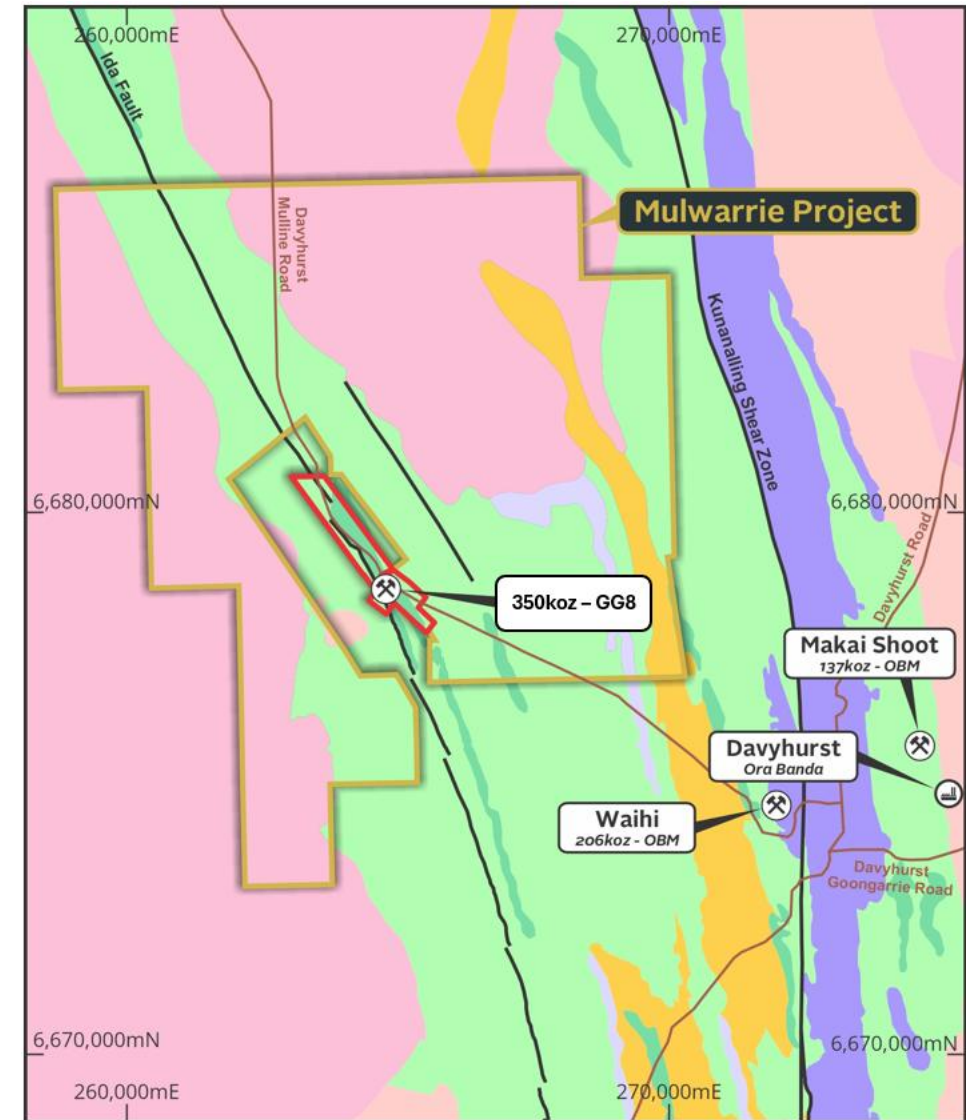 260,000mE
270,000mE
Ida Fault
Davyhurst
Mulline Road
Mulwarrie Project
Kunanalling Shear Zone
6,680,000mN
6,680,000mN
Davyhurst Road
350koz – GG8
Makai Shoot
137koz - OBM
Davyhurst
Ora Banda
Waihi
206koz - OBM
Davyhurst
Goongarrie Road
6,670,000mN
6,670,000mN
260,000mE
270,000mE